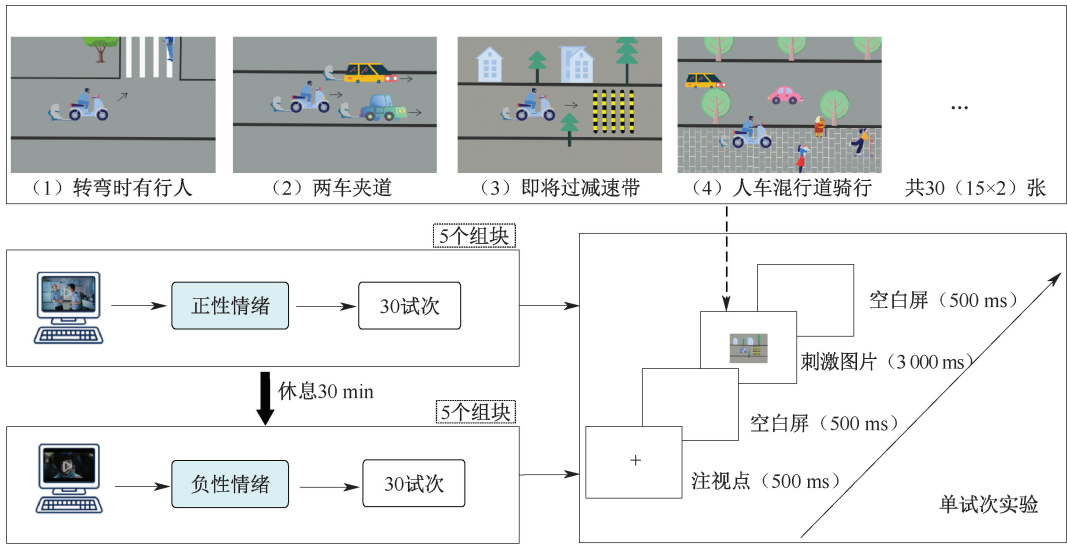 （1）转弯时有行人
（2）两车夹道
（3）即将过减速带
（4）人车混行道骑行
...
共30（15×2）张
5个组块
正性情绪
30试次
休息30 min
5个组块
负性情绪
30试次
空白屏（500 ms）
刺激图片（3 000 ms）
空白屏（500 ms）
+
注视点（500 ms）
单试次实验